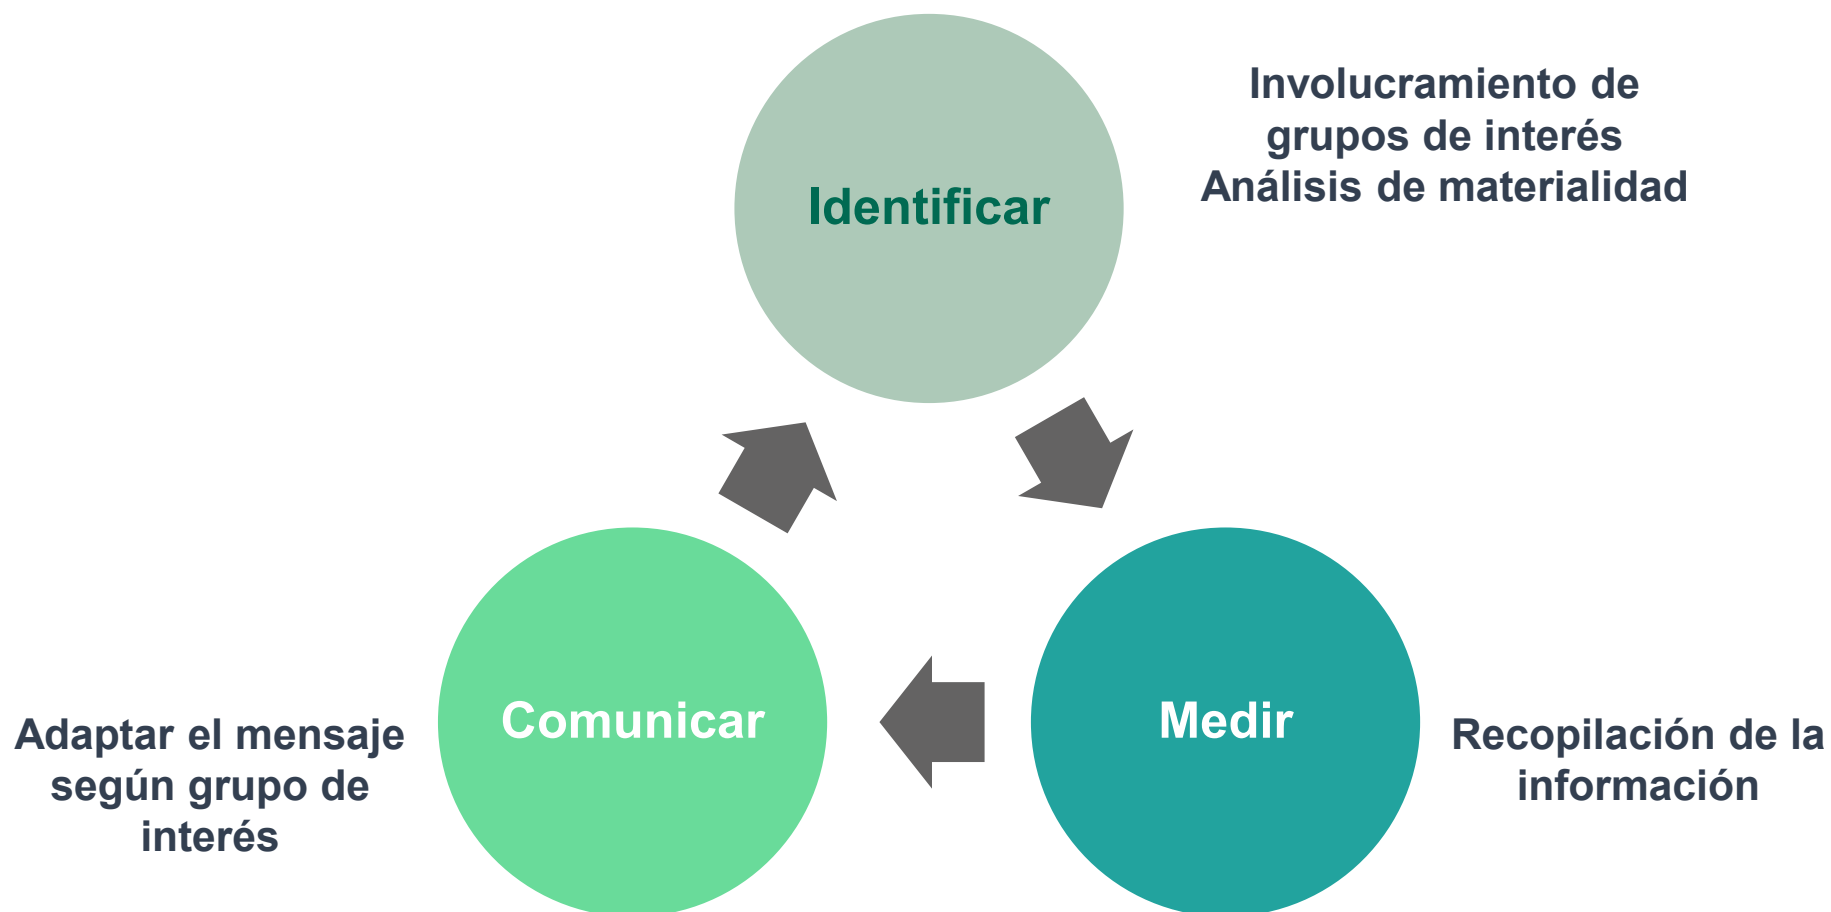 Identificar
Involucramiento de
grupos de interés
Análisis de materialidad
Medir
Recopilación de la
información
Comunicar
Adaptar el mensaje
según grupo de
interés